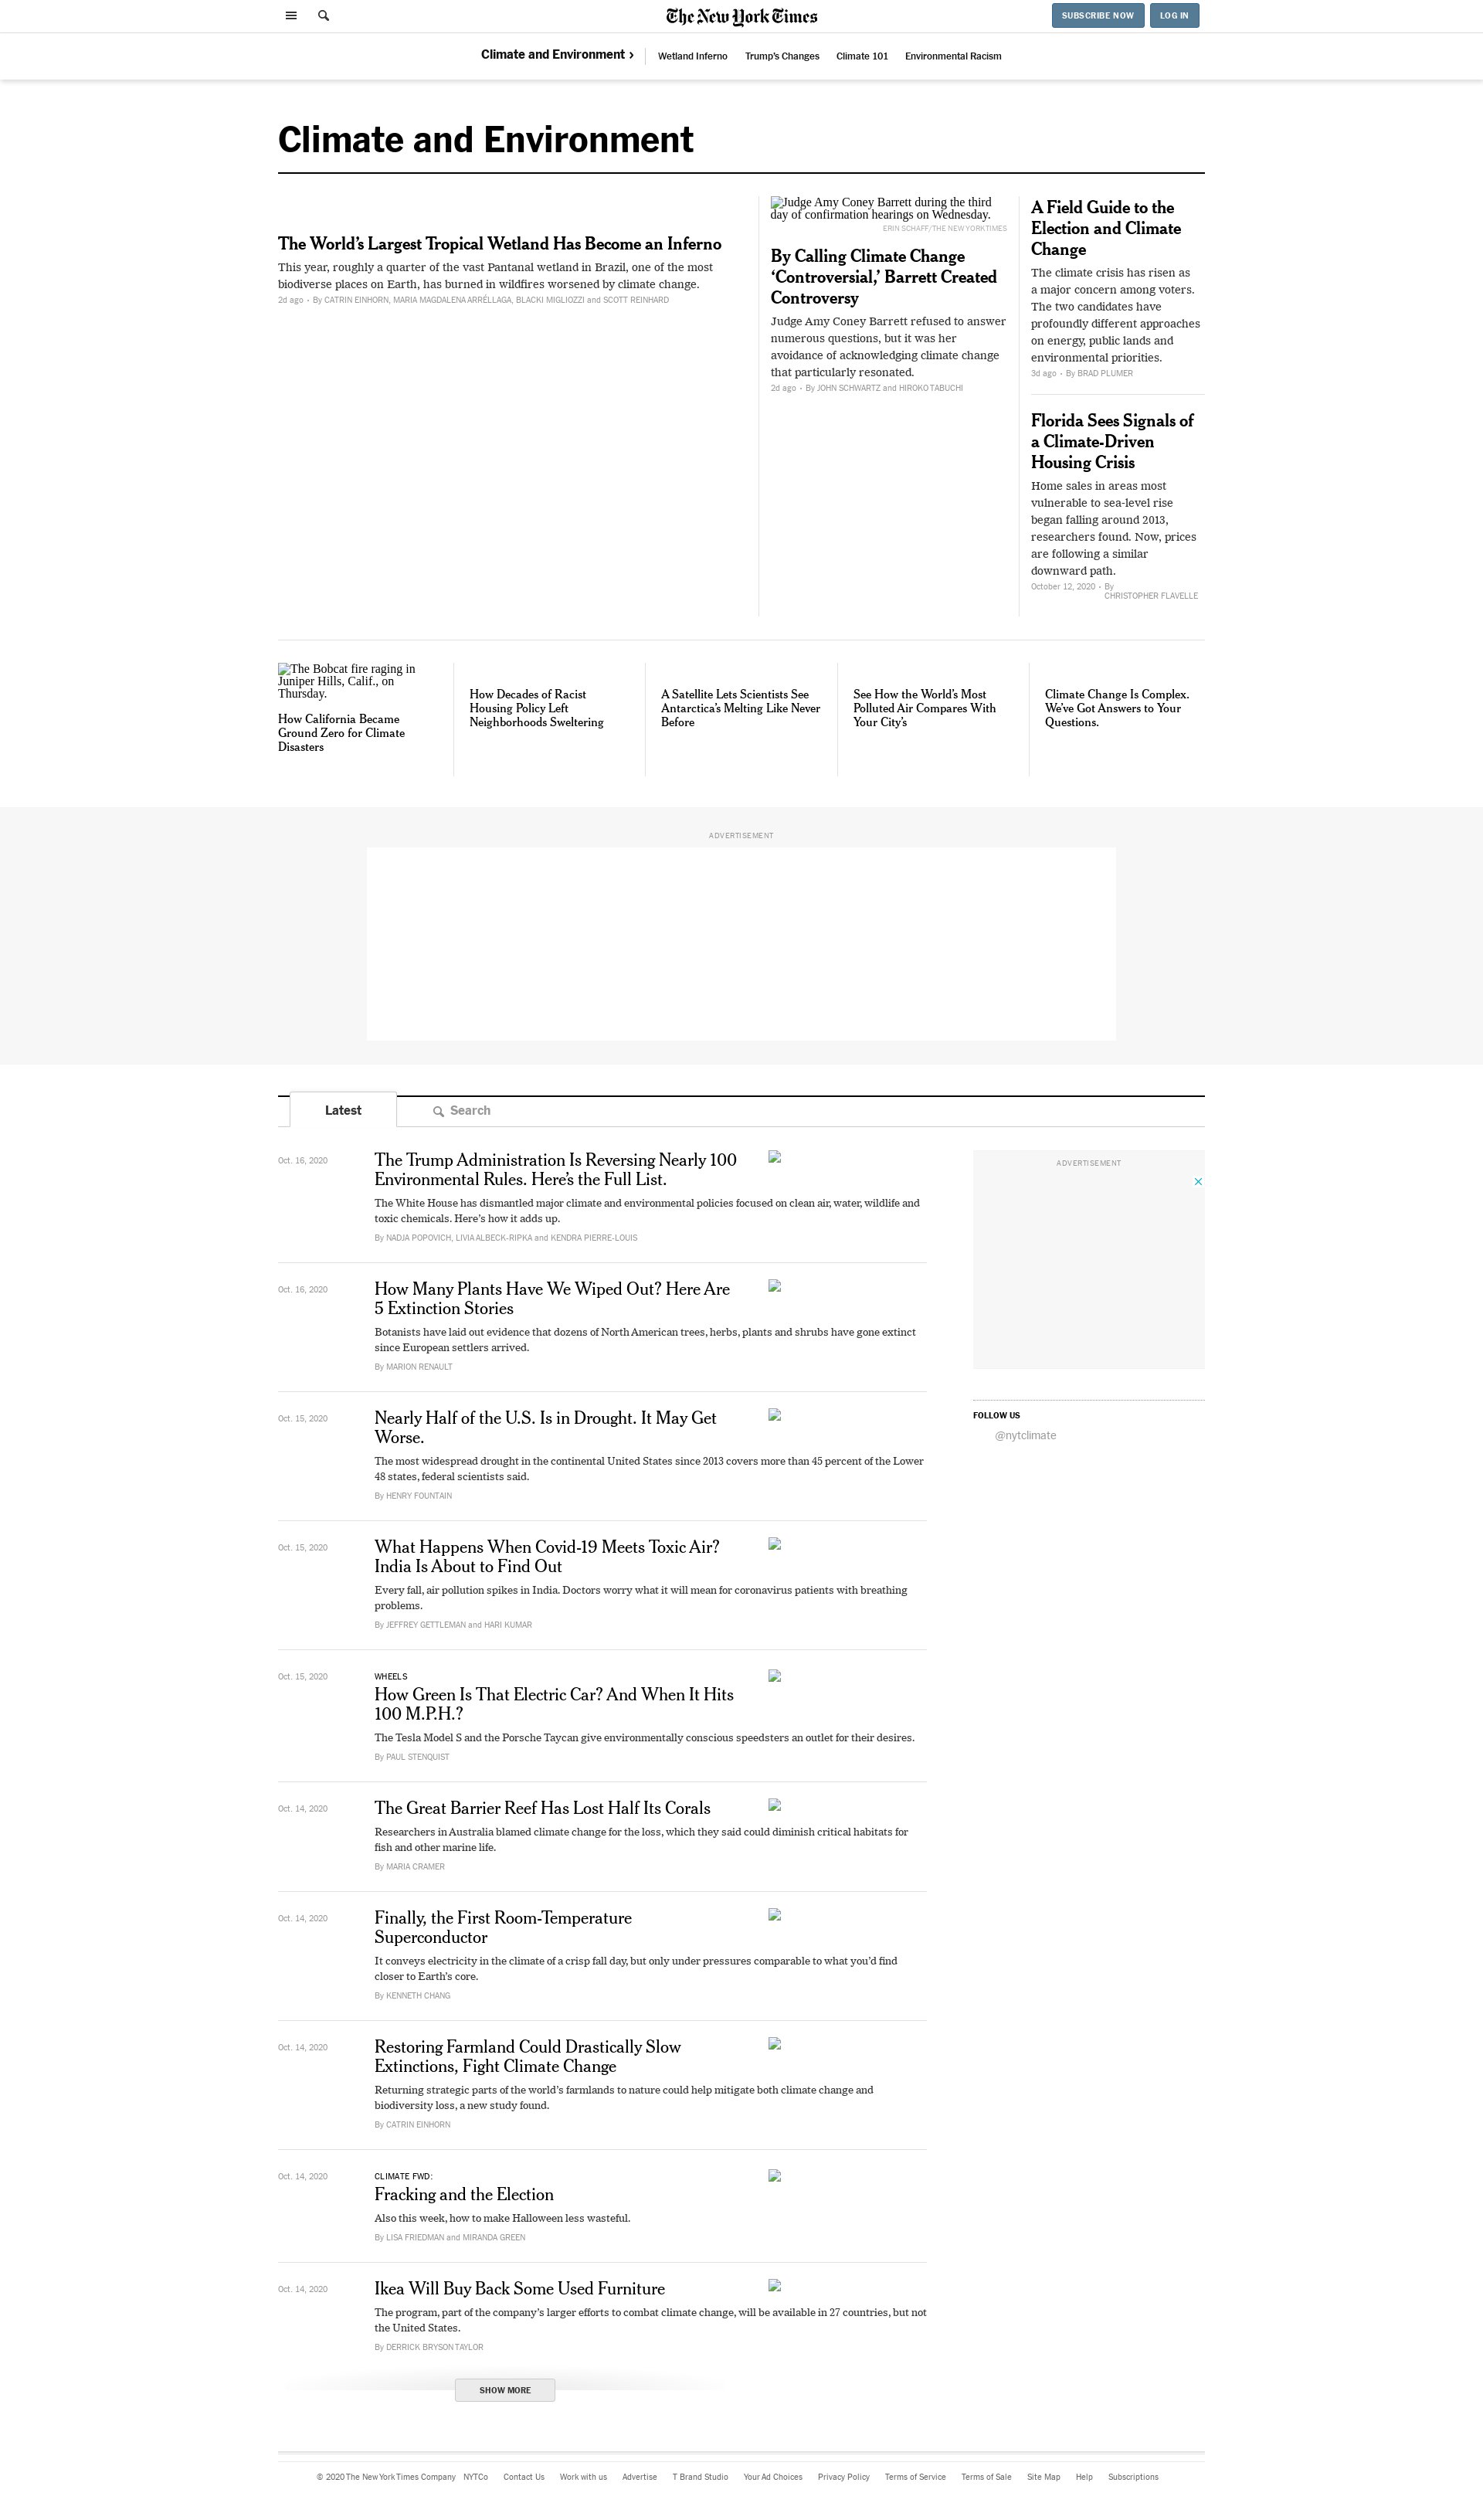 The New York Times
SUBSCRIBE NOW
LOG IN
Climate and Environment ›
Wetland Inferno
Trump's Changes
Climate 101
Environmental Racism
Climate and Environment
The World's Largest Tropical Wetland Has Become an Inferno
This year, roughly a quarter of the vast Pantanal wetland in Brazil, one of the most
biodiverse places on Earth, has burned in wildfires worsened by climate change.
2d ago • By CATRIN EINHORN, MARIA MAGDALENA ARRÉLLAGA, BLACKI MIGLIOZZI and SCOTT REINHARD
Judge Amy Coney Barrett during the third
day of confirmation hearings on Wednesday.
ERIN SCHAFF/THE NEW YORK TIMES
By Calling Climate Change
‘Controversial,’ Barrett Created
Controversy
Judge Amy Coney Barrett refused to answer
numerous questions, but it was her
avoidance of acknowledging climate change
that particularly resonated.
2d ago • By JOHN SCHWARTZ and HIROKO TABUCHI
A Field Guide to the
Election and Climate
Change
The climate crisis has risen as
a major concern among voters.
The two candidates have
profoundly different approaches
on energy, public lands and
environmental priorities.
3d ago • By BRAD PLUMER
Florida Sees Signals of
a Climate-Driven
Housing Crisis
Home sales in areas most
vulnerable to sea-level rise
began falling around 2013,
researchers found. Now, prices
are following a similar
downward path.
October 12, 2020 • By
CHRISTOPHER FLAVELLE
The Bobcat fire raging in
Juniper Hills, Calif., on
Thursday.
How California Became
Ground Zero for Climate
Disasters
How Decades of Racist
Housing Policy Left
Neighborhoods Sweltering
A Satellite Lets Scientists See
Antarctica's Melting Like Never
Before
See How the World's Most
Polluted Air Compares With
Your City's
Climate Change Is Complex.
We've Got Answers to Your
Questions.
ADVERTISEMENT
Latest
Search
Oct. 16, 2020
The Trump Administration Is Reversing Nearly 100
Environmental Rules. Here's the Full List.
The White House has dismantled major climate and environmental policies focused on clean air, water, wildlife and
toxic chemicals. Here's how it adds up.
By NADJA POPOVICH, LIVIA ALBECK-RIPKA and KENDRA PIERRE-LOUIS
ADVERTISEMENT
Oct. 16, 2020
How Many Plants Have We Wiped Out? Here Are
5 Extinction Stories
Botanists have laid out evidence that dozens of North American trees, herbs, plants and shrubs have gone extinct
since European settlers arrived.
By MARION RENAULT
FOLLOW US
@nytclimate
Oct. 15, 2020
Nearly Half of the U.S. Is in Drought. It May Get
Worse.
The most widespread drought in the continental United States since 2013 covers more than 45 percent of the Lower
48 states, federal scientists said.
By HENRY FOUNTAIN
Oct. 15, 2020
What Happens When Covid-19 Meets Toxic Air?
India Is About to Find Out
Every fall, air pollution spikes in India. Doctors worry what it will mean for coronavirus patients with breathing
problems.
By JEFFREY GETTLEMAN and HARI KUMAR
Oct. 15, 2020
WHEELS
How Green Is That Electric Car? And When It Hits
100 M.P.H.?
The Tesla Model S and the Porsche Taycan give environmentally conscious speedsters an outlet for their desires.
By PAUL STENQUIST
Oct. 14, 2020
The Great Barrier Reef Has Lost Half Its Corals
Researchers in Australia blamed climate change for the loss, which they said could diminish critical habitats for
fish and other marine life.
By MARIA CRAMER
Oct. 14, 2020
Finally, the First Room-Temperature
Superconductor
It conveys electricity in the climate of a crisp fall day, but only under pressures comparable to what you'd find
closer to Earth's core.
By KENNETH CHANG
Oct. 14, 2020
Restoring Farmland Could Drastically Slow
Extinctions, Fight Climate Change
Returning strategic parts of the world's farmlands to nature could help mitigate both climate change and
biodiversity loss, a new study found.
By CATRIN EINHORN
Oct. 14, 2020
CLIMATE FWD:
Fracking and the Election
Also this week, how to make Halloween less wasteful.
By LISA FRIEDMAN and MIRANDA GREEN
Oct. 14, 2020
Ikea Will Buy Back Some Used Furniture
The program, part of the company's larger efforts to combat climate change, will be available in 27 countries, but not
the United States.
By DERRICK BRYSON TAYLOR
SHOW MORE
© 2020 The New York Times Company NYTCo Contact Us Work with us Advertise T Brand Studio Your Ad Choices Privacy Policy Terms of Service Terms of Sale Site Map Help Subscriptions